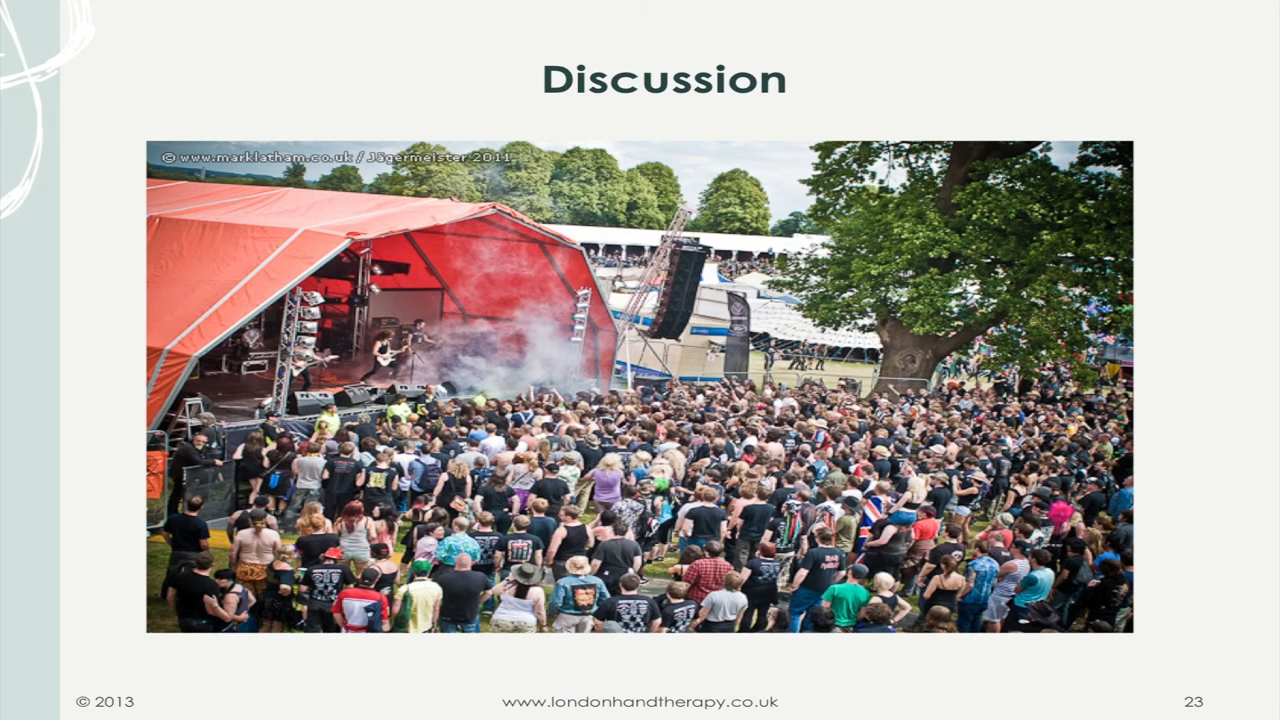 Discussion
© www.marklatham.co.uk / Jägermeister 2011
© 2013
www.londonhandtherapy.co.uk
23